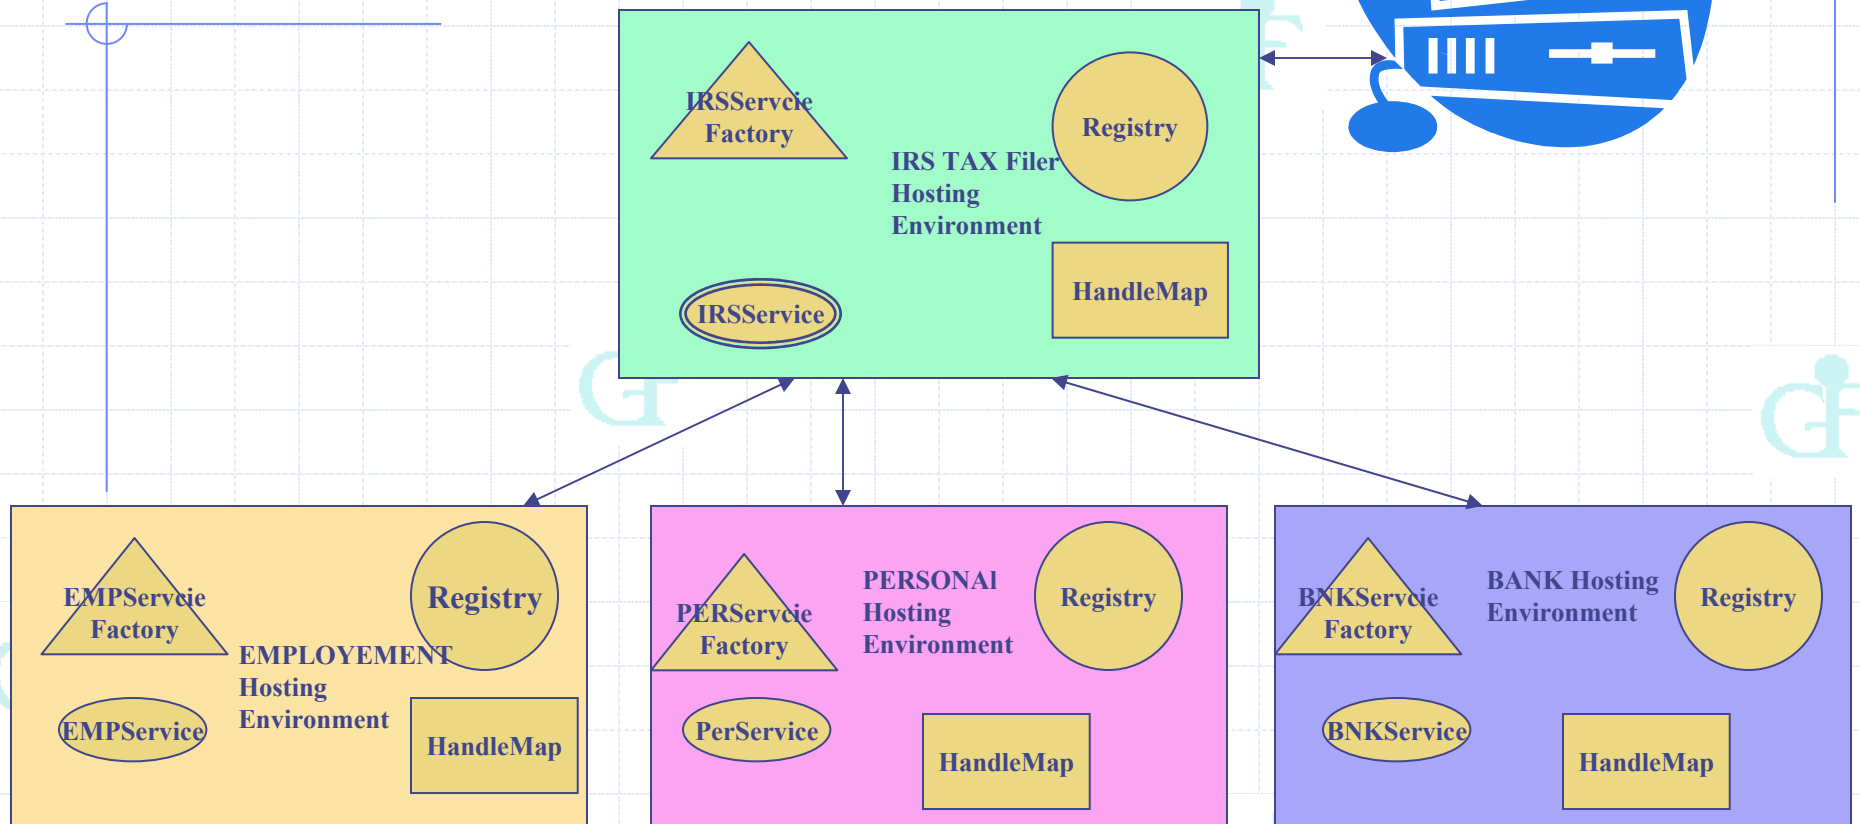 IRSServcie
Factory
Registry
IRS TAX Filer
Hosting
Environment
HandleMap
IRSService
EMPServcie
Factory
Registry
EMPLOYEMENT
Hosting
Environment
EMPService
HandleMap
PERServcie
Factory
PERSONAl
Hosting
Environment
Registry
PerService
HandleMap
BNKServcie
Factory
BANK Hosting
Environment
Registry
BNKService
HandleMap